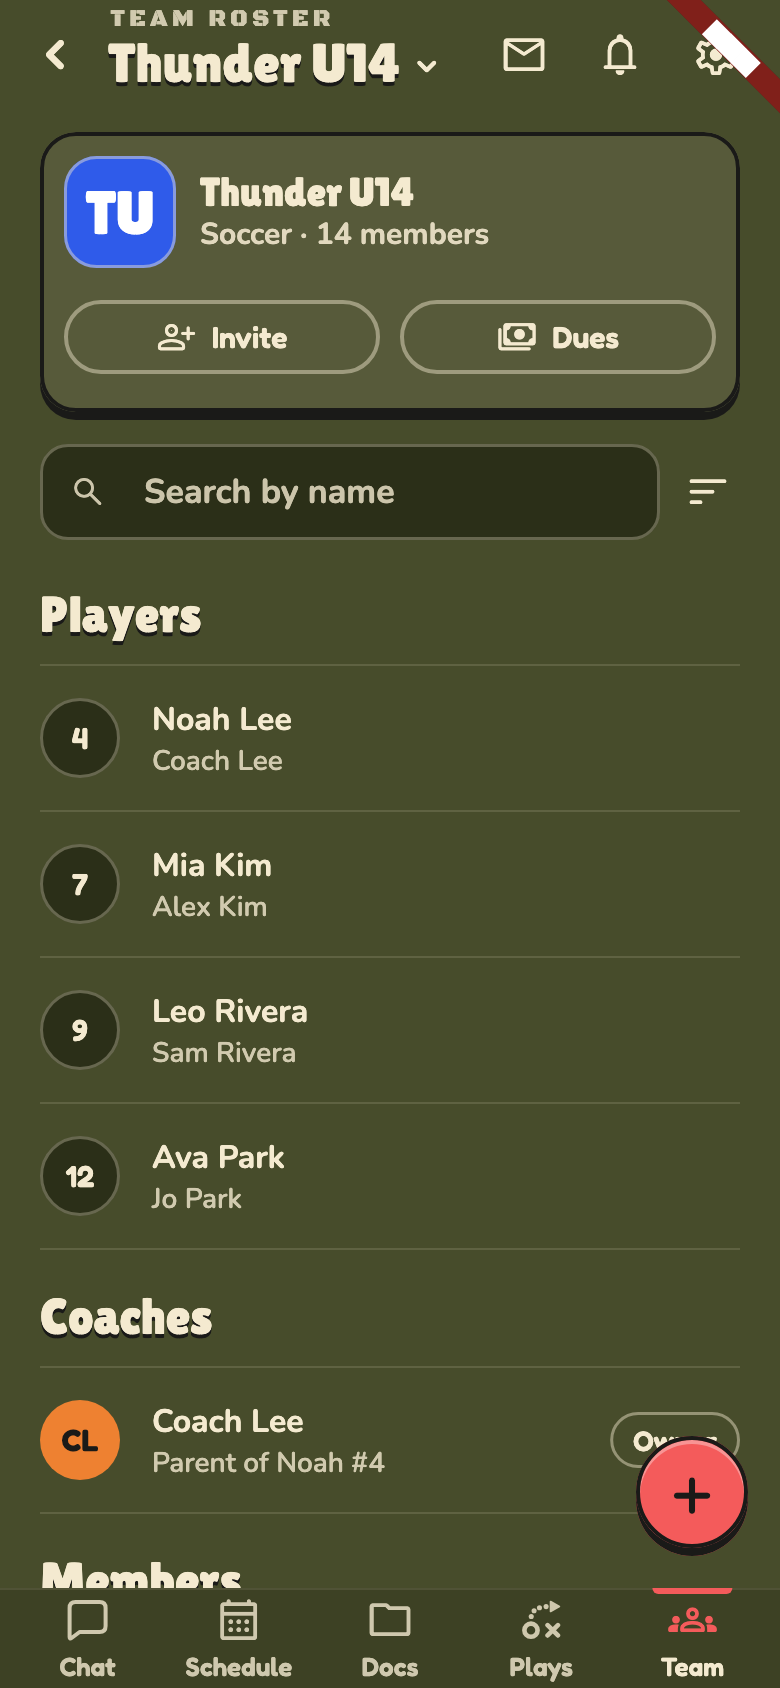 TEAM ROSTER
Thunder U14
TU
Thunder U14
Soccer · 14 members
Invite
Dues
Search by name
Players
4
Noah Lee
Coach Lee
7
Mia Kim
Alex Kim
9
Leo Rivera
Sam Rivera
12
Ava Park
Jo Park
Coaches
CL
Coach Lee
Parent of Noah #4
Members
Chat
Schedule
Docs
Plays
Team